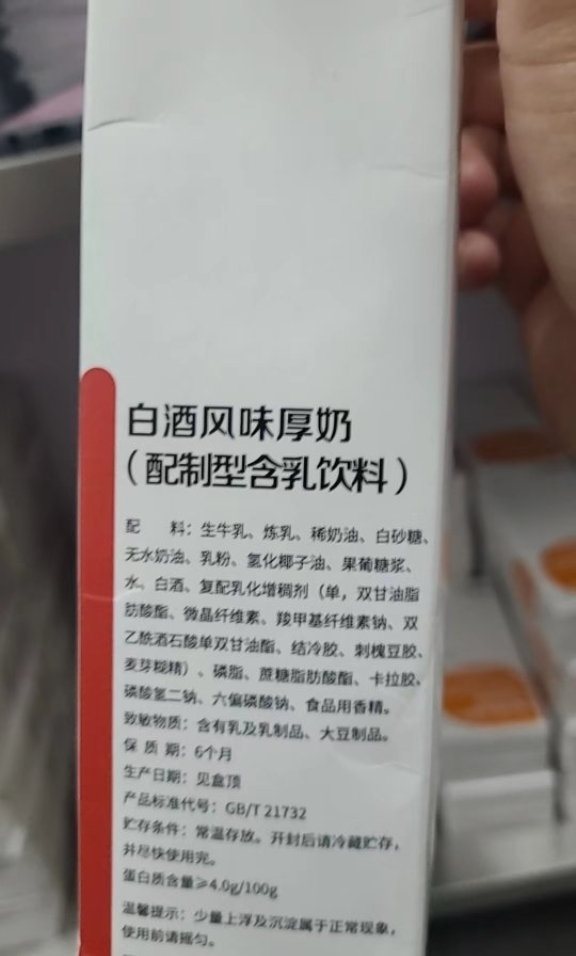 白酒风味厚奶
（配制型含乳饮料）
配 料：生牛乳、炼乳、稀奶油、白砂糖、
无水奶油、乳粉、氢化椰子油、果葡糖浆、
水、白酒、复配乳化增稠剂（单，双甘油脂
肪酸酯、微晶纤维素、羧甲基纤维素钠、双
乙酰酒石酸单双甘油酯、结冷胶、刺槐豆胶、
麦芽糊精）、磷脂、蔗糖脂肪酸酯、卡拉胶、
磷酸氢二钠、六偏磷酸钠、食品用香精。
致敏物质：含有乳及乳制品、大豆制品。
保 质 期：6个月
生产日期：见盒顶
产品标准代号：GB/T 21732
贮存条件：常温存放。开封后请冷藏贮存，
并尽快使用完。
蛋白质含量≥4.0g/100g
温馨提示：少量上浮及沉淀属于正常现象，
使用前请摇匀。